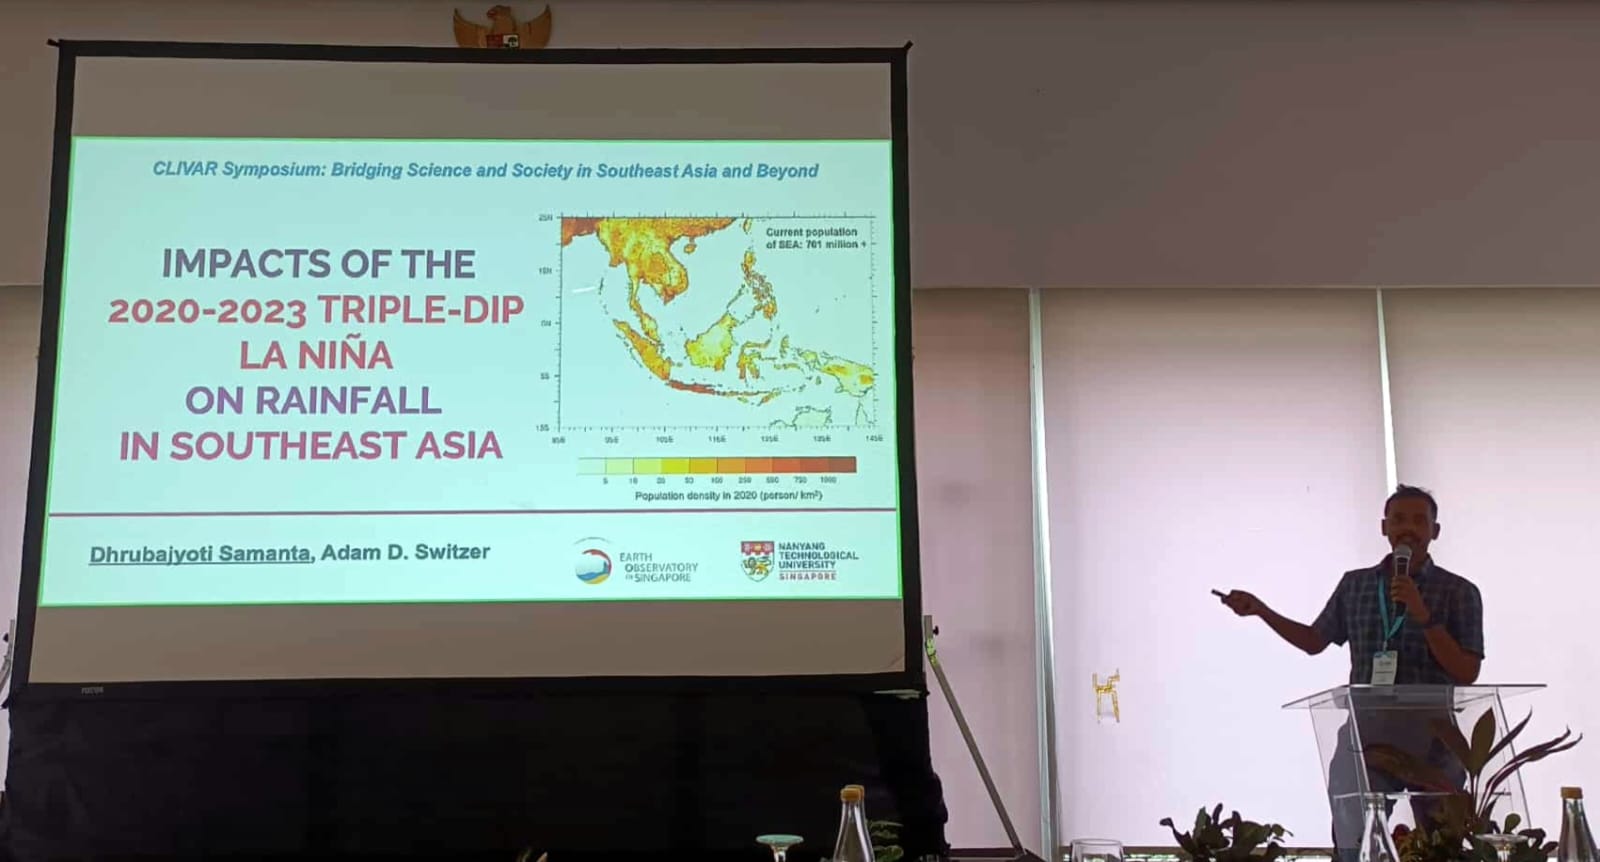 CLIVAR Symposium: Bridging Science and Society in Southeast Asia and Beyond
IMPACTS OF THE
2020-2023 TRIPLE-DIP
LA NIÑA
ON RAINFALL
IN SOUTHEAST ASIA
Current population
of SEA: 701 million +
25N
15N
5N
5S
15S
85E 95E 105E 115E 125E 135E 145E
5 10 25 50 100 250 500 750 1000
Population density in 2020 (person/ km²)
Dhrubajyoti Samanta, Adam D. Switzer
EARTH
OBSERVATORY
OF SINGAPORE
NANYANG
TECHNOLOGICAL
UNIVERSITY
SINGAPORE